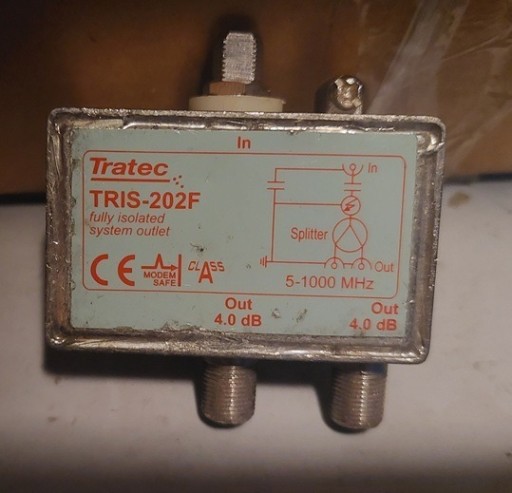 In
Tratec
TRIS-202F
fully isolated
system outlet
CE
MODEM
SAFE
CLASS
A
In
Splitter
Out
5-1000 MHz
Out
4.0 dB
Out
4.0 dB